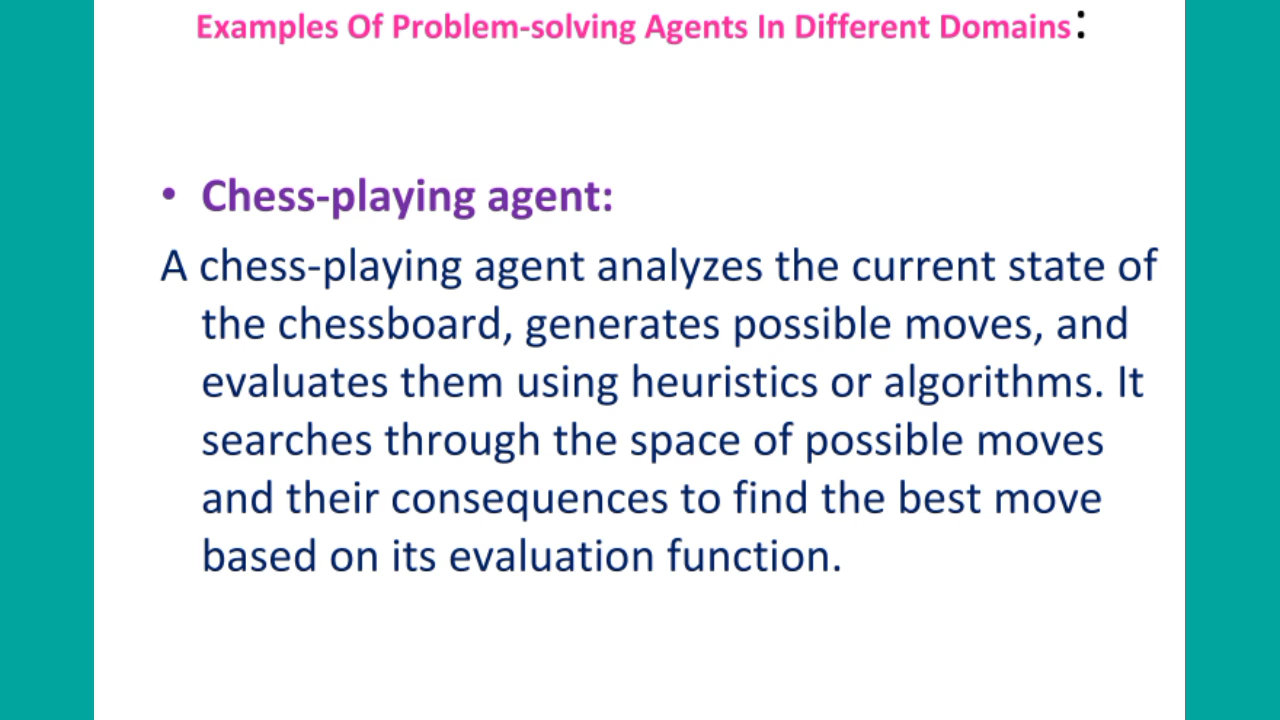 Examples Of Problem-solving Agents In Different Domains:
• Chess-playing agent:
A chess-playing agent analyzes the current state of
the chessboard, generates possible moves, and
evaluates them using heuristics or algorithms. It
searches through the space of possible moves
and their consequences to find the best move
based on its evaluation function.